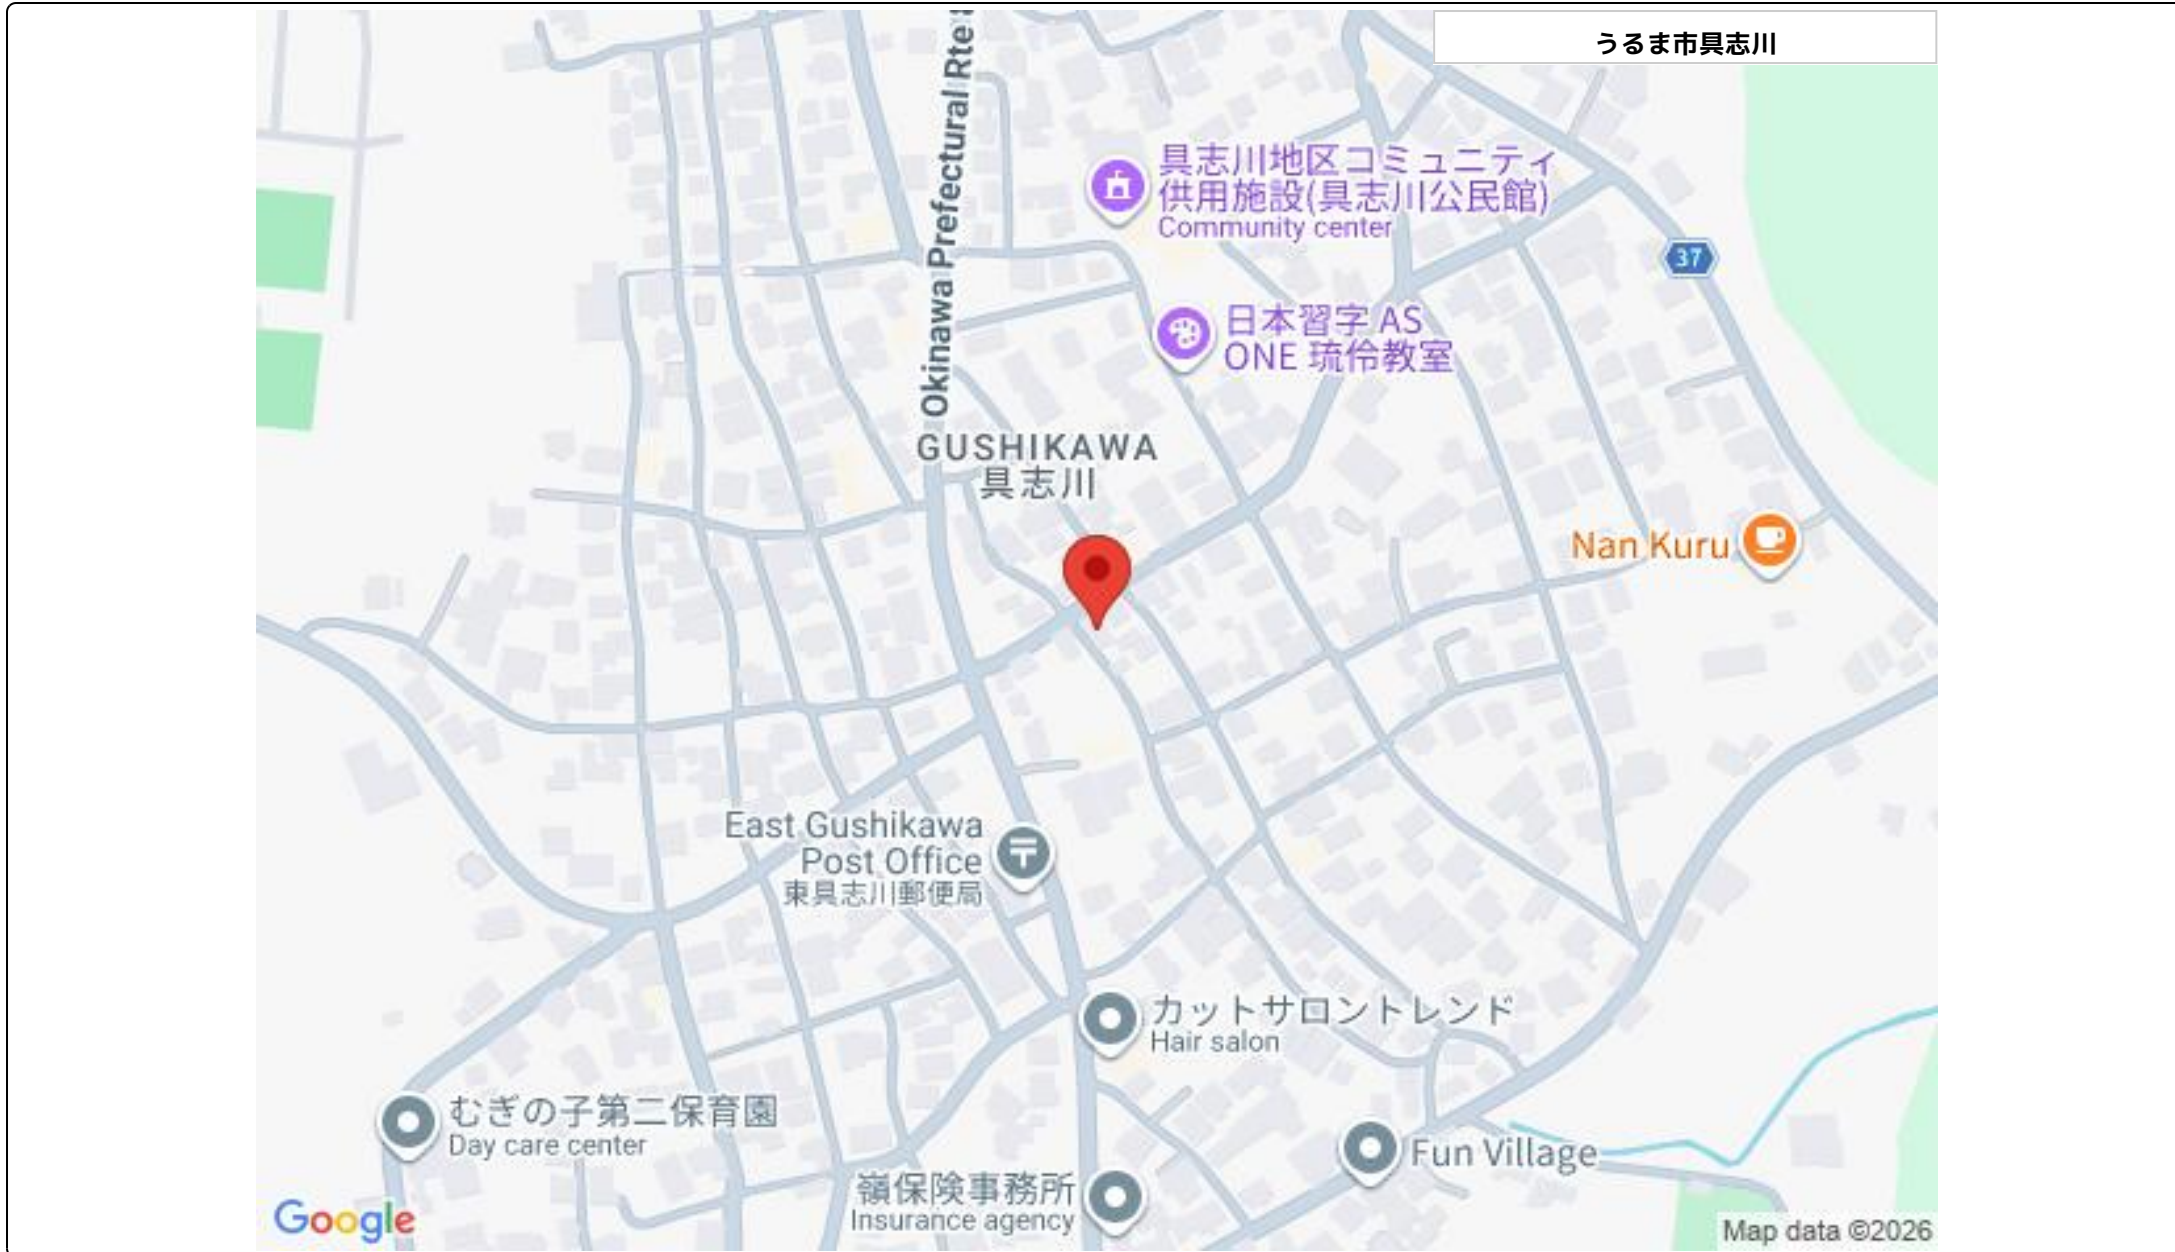 うるま市具志川
Okinawa Prefectural Rte
具志川地区コミュニティ
供用施設(具志川公民館)
Community center
37
日本習字 AS
ONE 琉伶教室
GUSHIKAWA
具志川
Nan Kuru
East Gushikawa
Post Office
東具志川郵便局
カットサロントレンド
Hair salon
むぎの子第二保育園
Day care center
Fun Village
嶺保険事務所
Insurance agency
Google
Map data ©2026